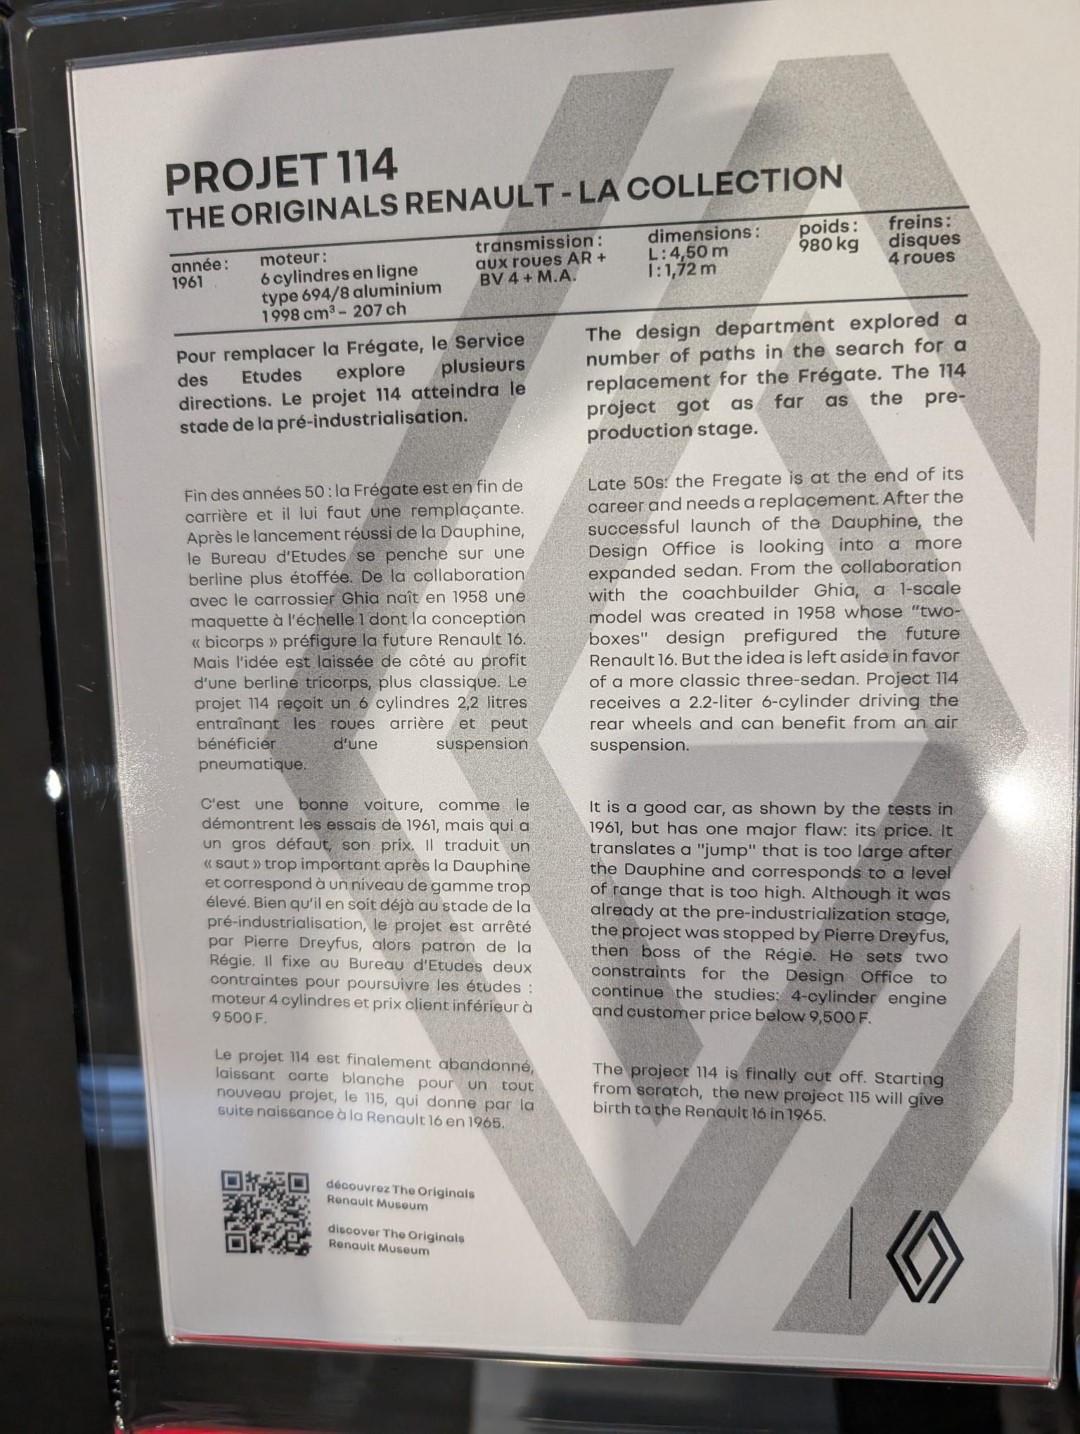 PROJET 114
THE ORIGINALS RENAULT - LA COLLECTION
année :
1961
moteur :
6 cylindres en ligne
type 694/8 aluminium
1 998 cm³ – 207 ch
transmission :
aux roues AR +
BV 4 + M.A.
dimensions :
L : 4,50 m
l : 1,72 m
poids :
980 kg
freins :
disques
4 roues
Pour remplacer la Frégate, le Service
des Etudes explore plusieurs
directions. Le projet 114 atteindra le
stade de la pré-industrialisation.
Fin des années 50 : la Frégate est en fin de
carrière et il lui faut une remplaçante.
Après le lancement réussi de la Dauphine,
le Bureau d'Etudes se penche sur une
berline plus étoffée. De la collaboration
avec le carrossier Ghia naît en 1958 une
maquette à l'échelle 1 dont la conception
« bicorps » préfigure la future Renault 16.
Mais l'idée est laissée de côté au profit
d'une berline tricorps, plus classique. Le
projet 114 reçoit un 6 cylindres 2,2 litres
entraînant les roues arrière et peut
bénéficier d'une suspension
pneumatique.
C'est une bonne voiture, comme le
démontrent les essais de 1961, mais qui a
un gros défaut, son prix. Il traduit un
« saut » trop important après la Dauphine
et correspond à un niveau de gamme trop
élevé. Bien qu'il en soit déjà au stade de la
pré-industrialisation, le projet est arrêté
par Pierre Dreyfus, alors patron de la
Régie. Il fixe au Bureau d'Etudes deux
contraintes pour poursuivre les études :
moteur 4 cylindres et prix client inférieur à
9 500 F.
Le projet 114 est finalement abandonné,
laissant carte blanche pour un tout
nouveau projet, le 115, qui donne par la
suite naissance à la Renault 16 en 1965.
The design department explored a
number of paths in the search for a
replacement for the Frégate. The 114
project got as far as the pre-
production stage.
Late 50s: the Fregate is at the end of its
career and needs a replacement. After the
successful launch of the Dauphine, the
Design Office is looking into a more
expanded sedan. From the collaboration
with the coachbuilder Ghia, a 1-scale
model was created in 1958 whose "two-
boxes" design prefigured the future
Renault 16. But the idea is left aside in favor
of a more classic three-sedan. Project 114
receives a 2.2-liter 6-cylinder driving the
rear wheels and can benefit from an air
suspension.
It is a good car, as shown by the tests in
1961, but has one major flaw: its price. It
translates a "jump" that is too large after
the Dauphine and corresponds to a level
of range that is too high. Although it was
already at the pre-industrialization stage,
the project was stopped by Pierre Dreyfus,
then boss of the Régie. He sets two
constraints for the Design Office to
continue the studies: 4-cylinder engine
and customer price below 9,500 F.
The project 114 is finally cut off. Starting
from scratch, the new project 115 will give
birth to the Renault 16 in 1965.
découvrez The Originals
Renault Museum
discover The Originals
Renault Museum